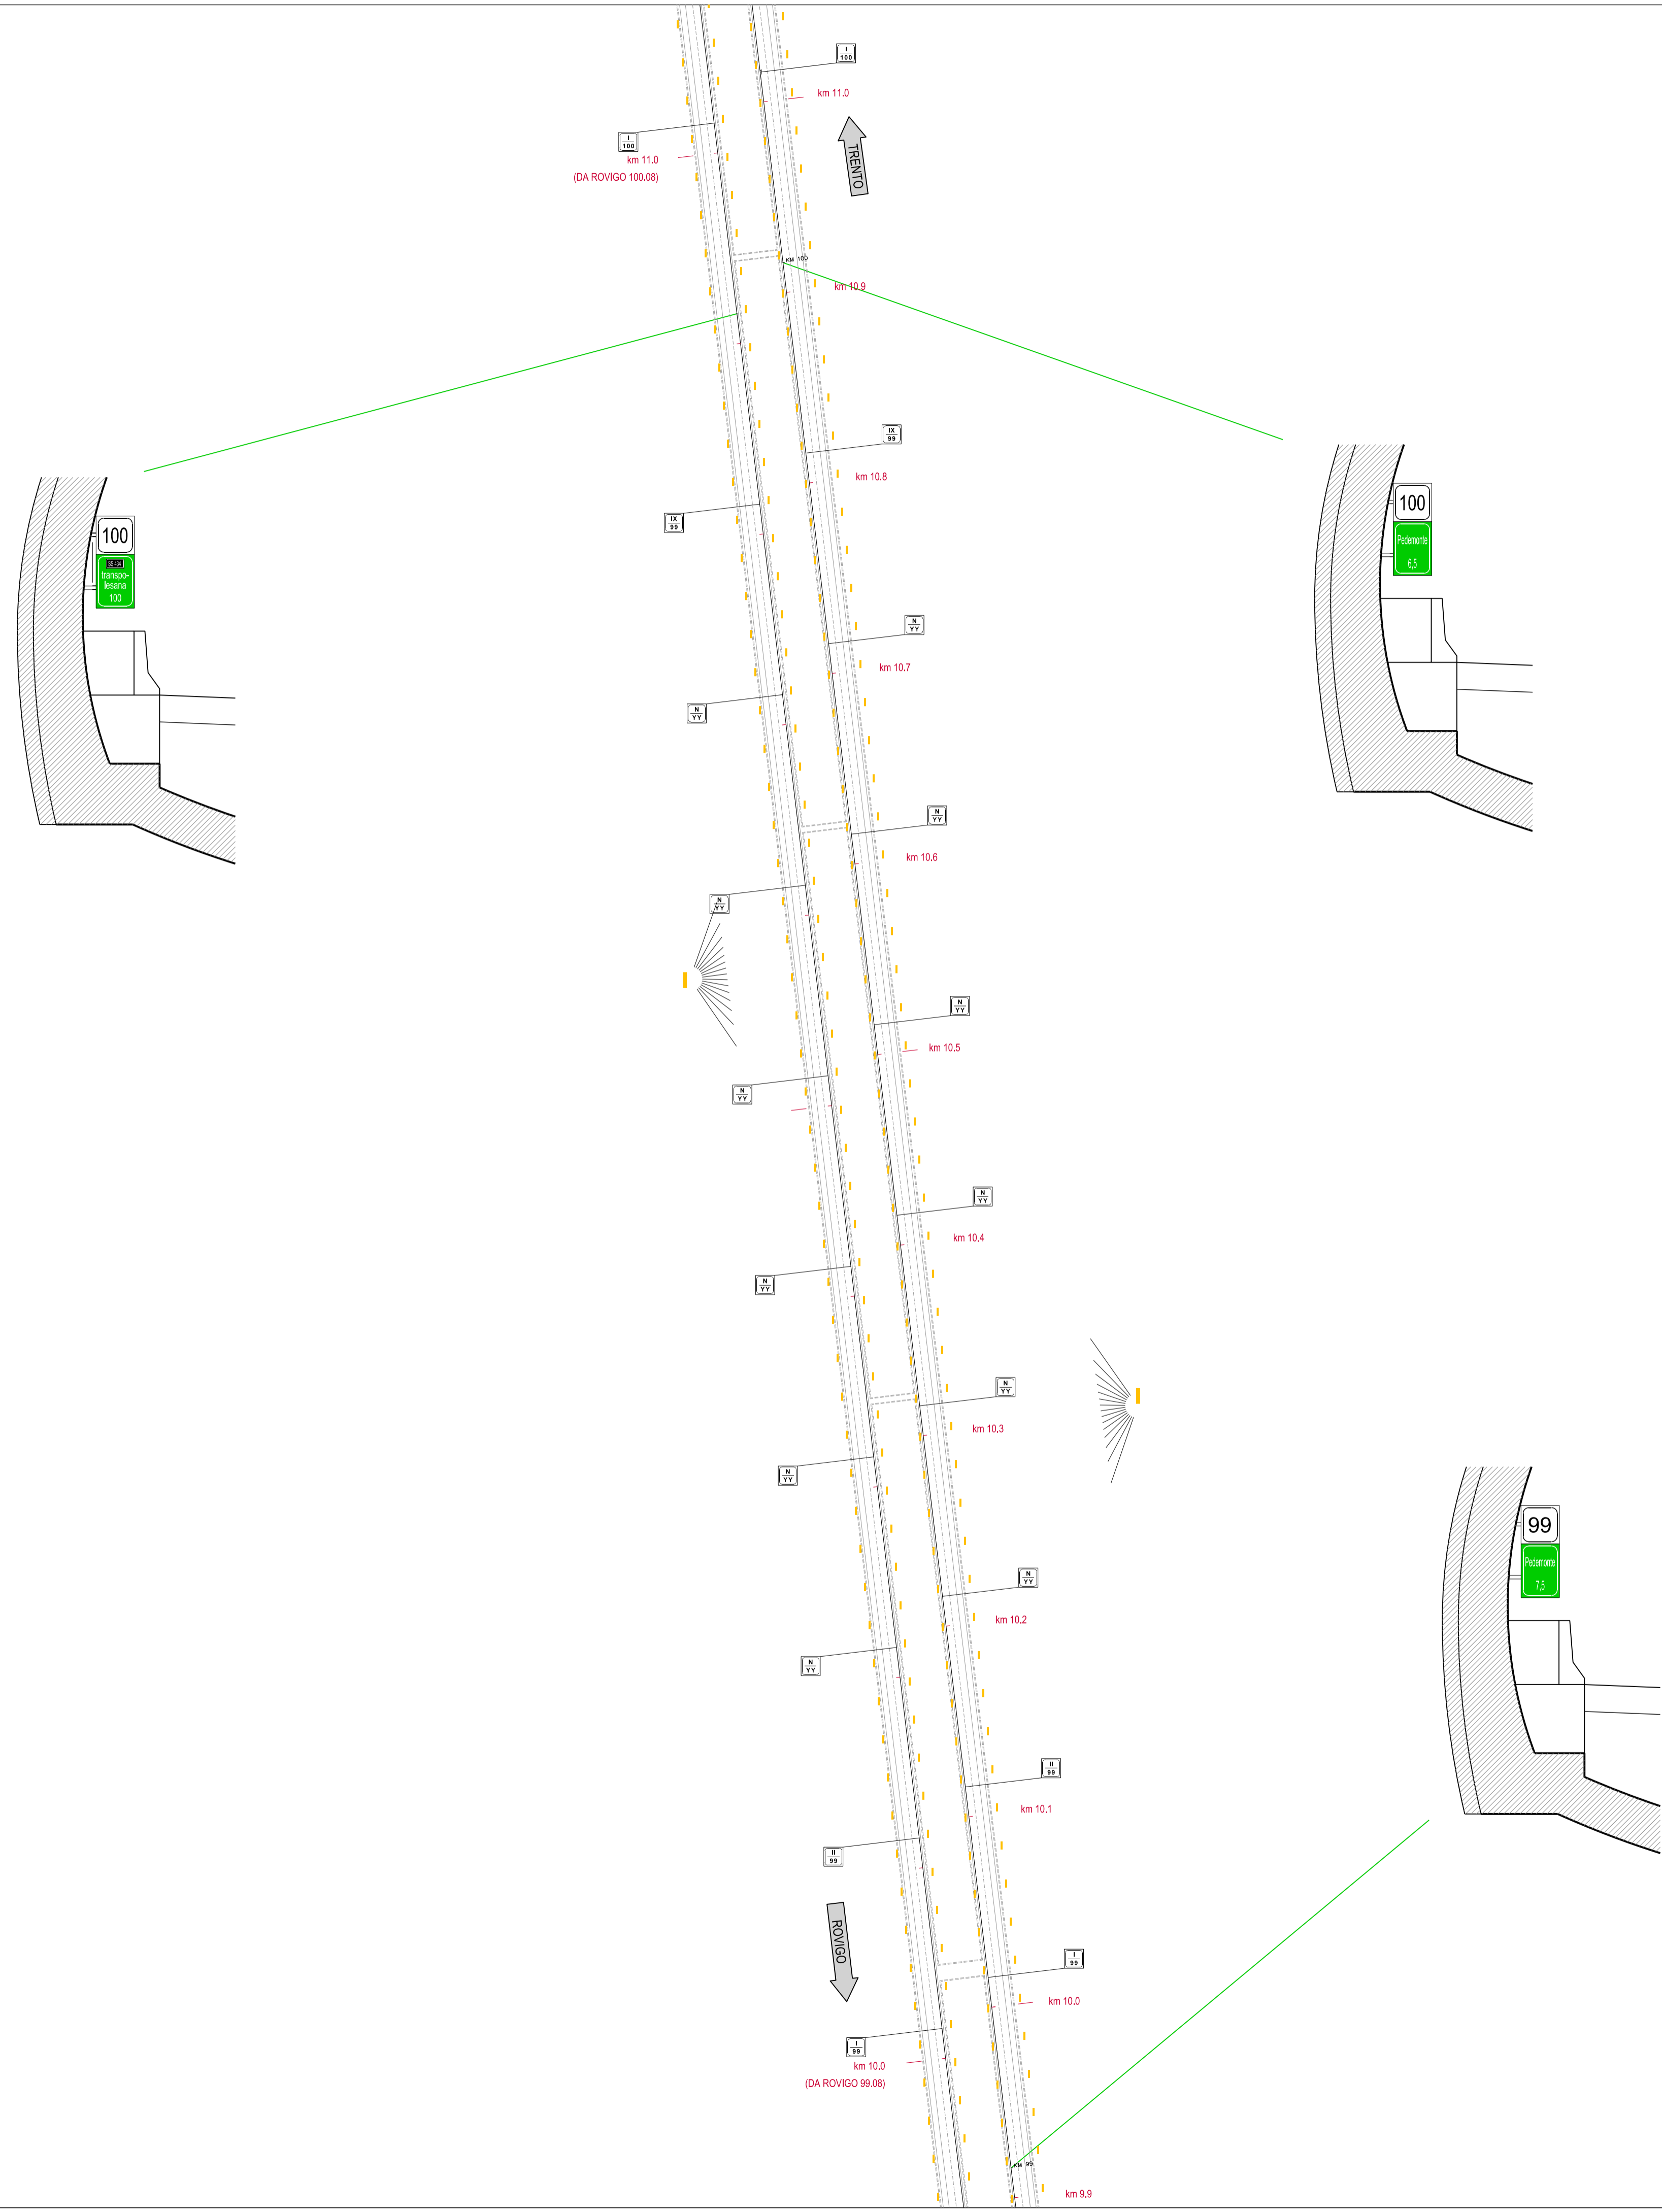 I
100
km 11.0
TRENTO
I
100
km 11.0
(DA ROVIGO 100.08)
KM 100
km 10.9
IX
99
km 10.8
100
Pedemonte
6,5
IX
99
100
SS 434
transpo-
lesana
100
N
YY
km 10.7
N
YY
N
YY
km 10.6
N
YY
N
YY
km 10.5
N
YY
N
YY
km 10.4
N
YY
N
YY
km 10.3
N
YY
99
Pedemonte
7,5
N
YY
km 10.2
N
YY
II
99
km 10.1
II
99
ROVIGO
I
99
km 10.0
I
99
km 10.0
(DA ROVIGO 99.08)
KM 99
km 9.9